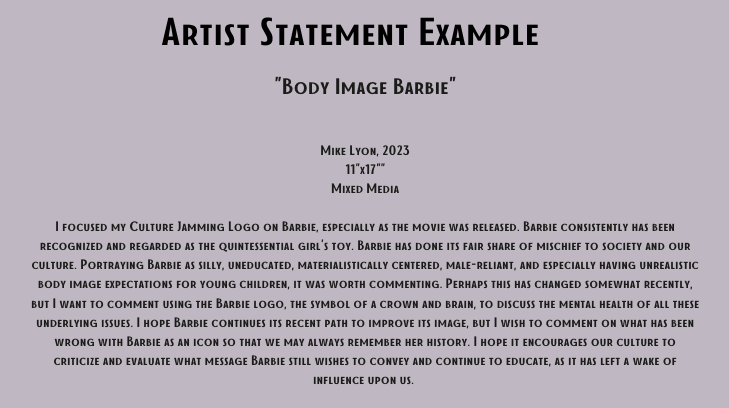 Artist Statement Example
"Body Image Barbie"
Mike Lyon, 2023
11"x17""
Mixed Media
I focused my Culture Jamming Logo on Barbie, especially as the movie was released. Barbie consistently has been
recognized and regarded as the quintessential girl's toy. Barbie has done its fair share of mischief to society and our
culture. Portraying Barbie as silly, uneducated, materialistically centered, male-reliant, and especially having unrealistic
body image expectations for young children, it was worth commenting. Perhaps this has changed somewhat recently,
but I want to comment using the Barbie logo, the symbol of a crown and brain, to discuss the mental health of all these
underlying issues. I hope Barbie continues its recent path to improve its image, but I wish to comment on what has been
wrong with Barbie as an icon so that we may always remember her history. I hope it encourages our culture to
criticize and evaluate what message Barbie still wishes to convey and continue to educate, as it has left a wake of
influence upon us.